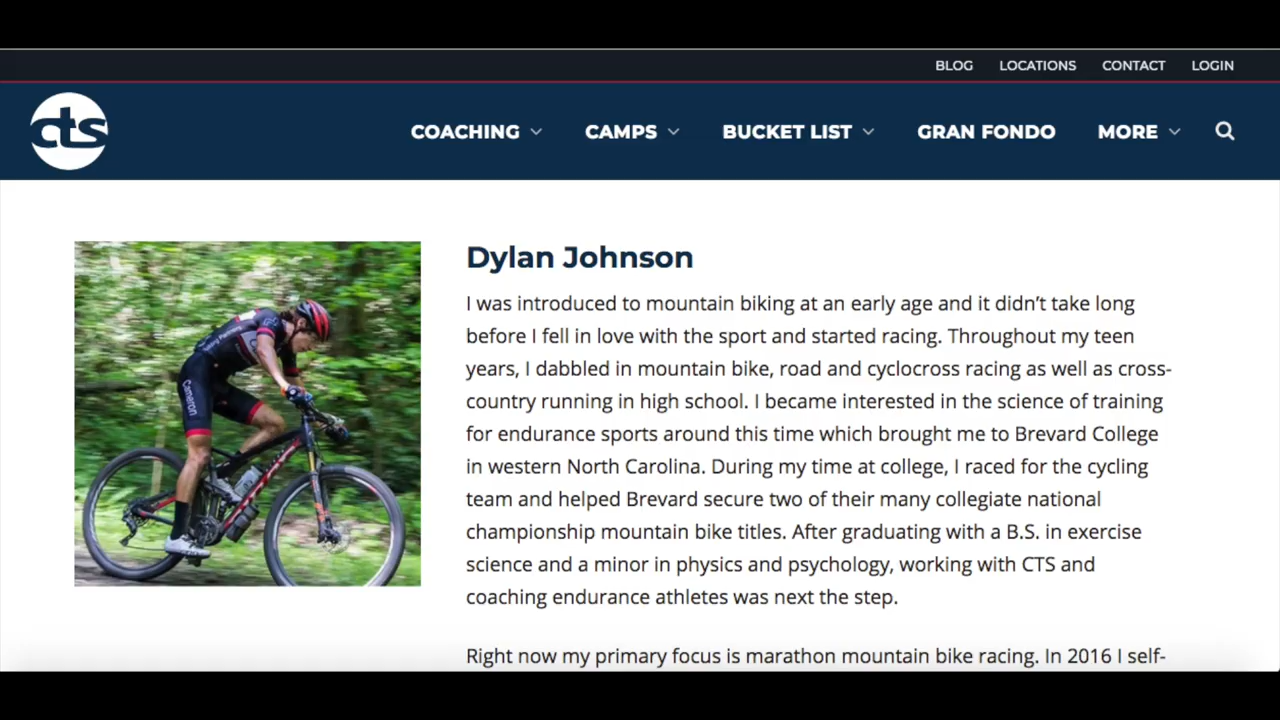 BLOG LOCATIONS CONTACT LOGIN
cts COACHING CAMPS BUCKET LIST GRAN FONDO MORE
Dylan Johnson
I was introduced to mountain biking at an early age and it didn’t take long
before I fell in love with the sport and started racing. Throughout my teen
years, I dabbled in mountain bike, road and cyclocross racing as well as cross-
country running in high school. I became interested in the science of training
for endurance sports around this time which brought me to Brevard College
in western North Carolina. During my time at college, I raced for the cycling
team and helped Brevard secure two of their many collegiate national
championship mountain bike titles. After graduating with a B.S. in exercise
science and a minor in physics and psychology, working with CTS and
coaching endurance athletes was next the step.
Right now my primary focus is marathon mountain bike racing. In 2016 I self-
Cameron